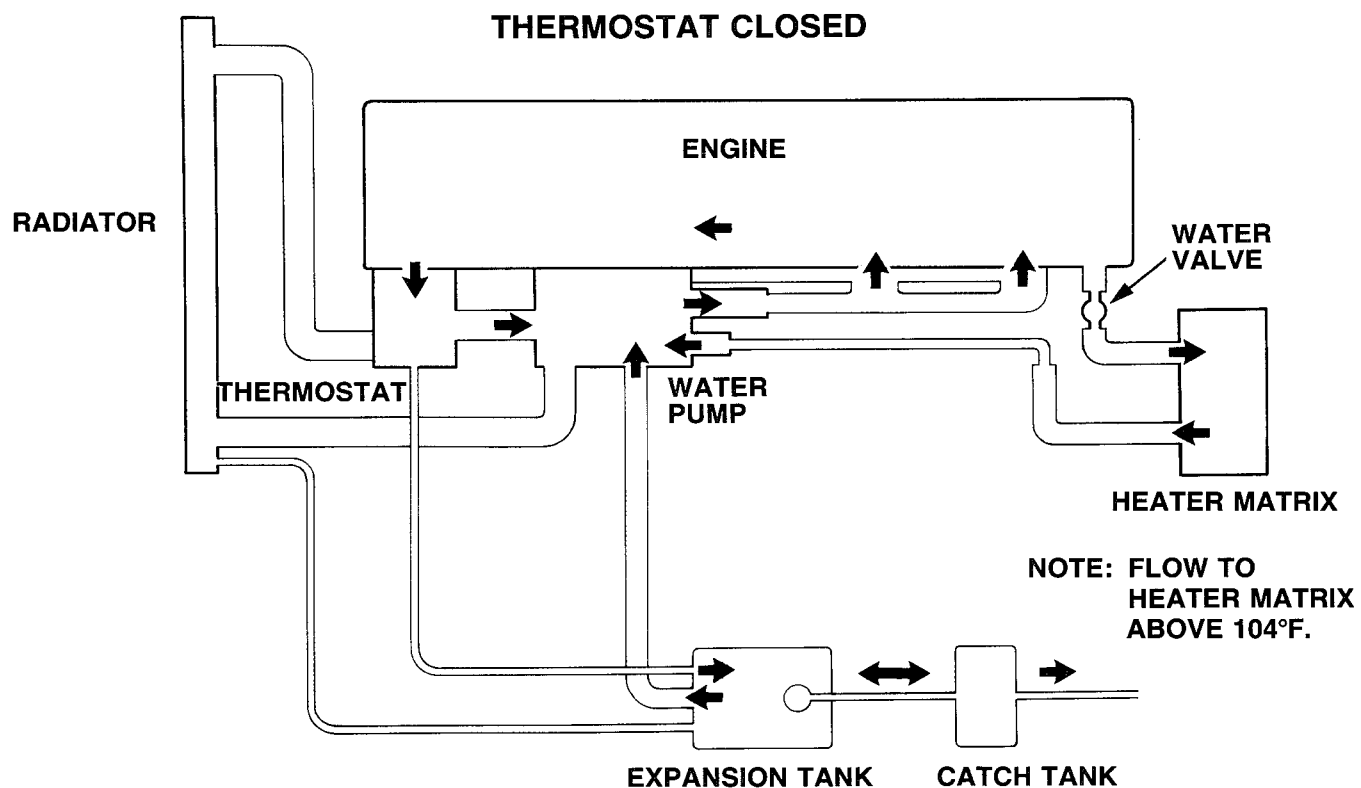 THERMOSTAT CLOSED
ENGINE
RADIATOR
WATER
VALVE
THERMOSTAT
WATER
PUMP
HEATER MATRIX
NOTE: FLOW TO
HEATER MATRIX
ABOVE 104°F.
EXPANSION TANK
CATCH TANK